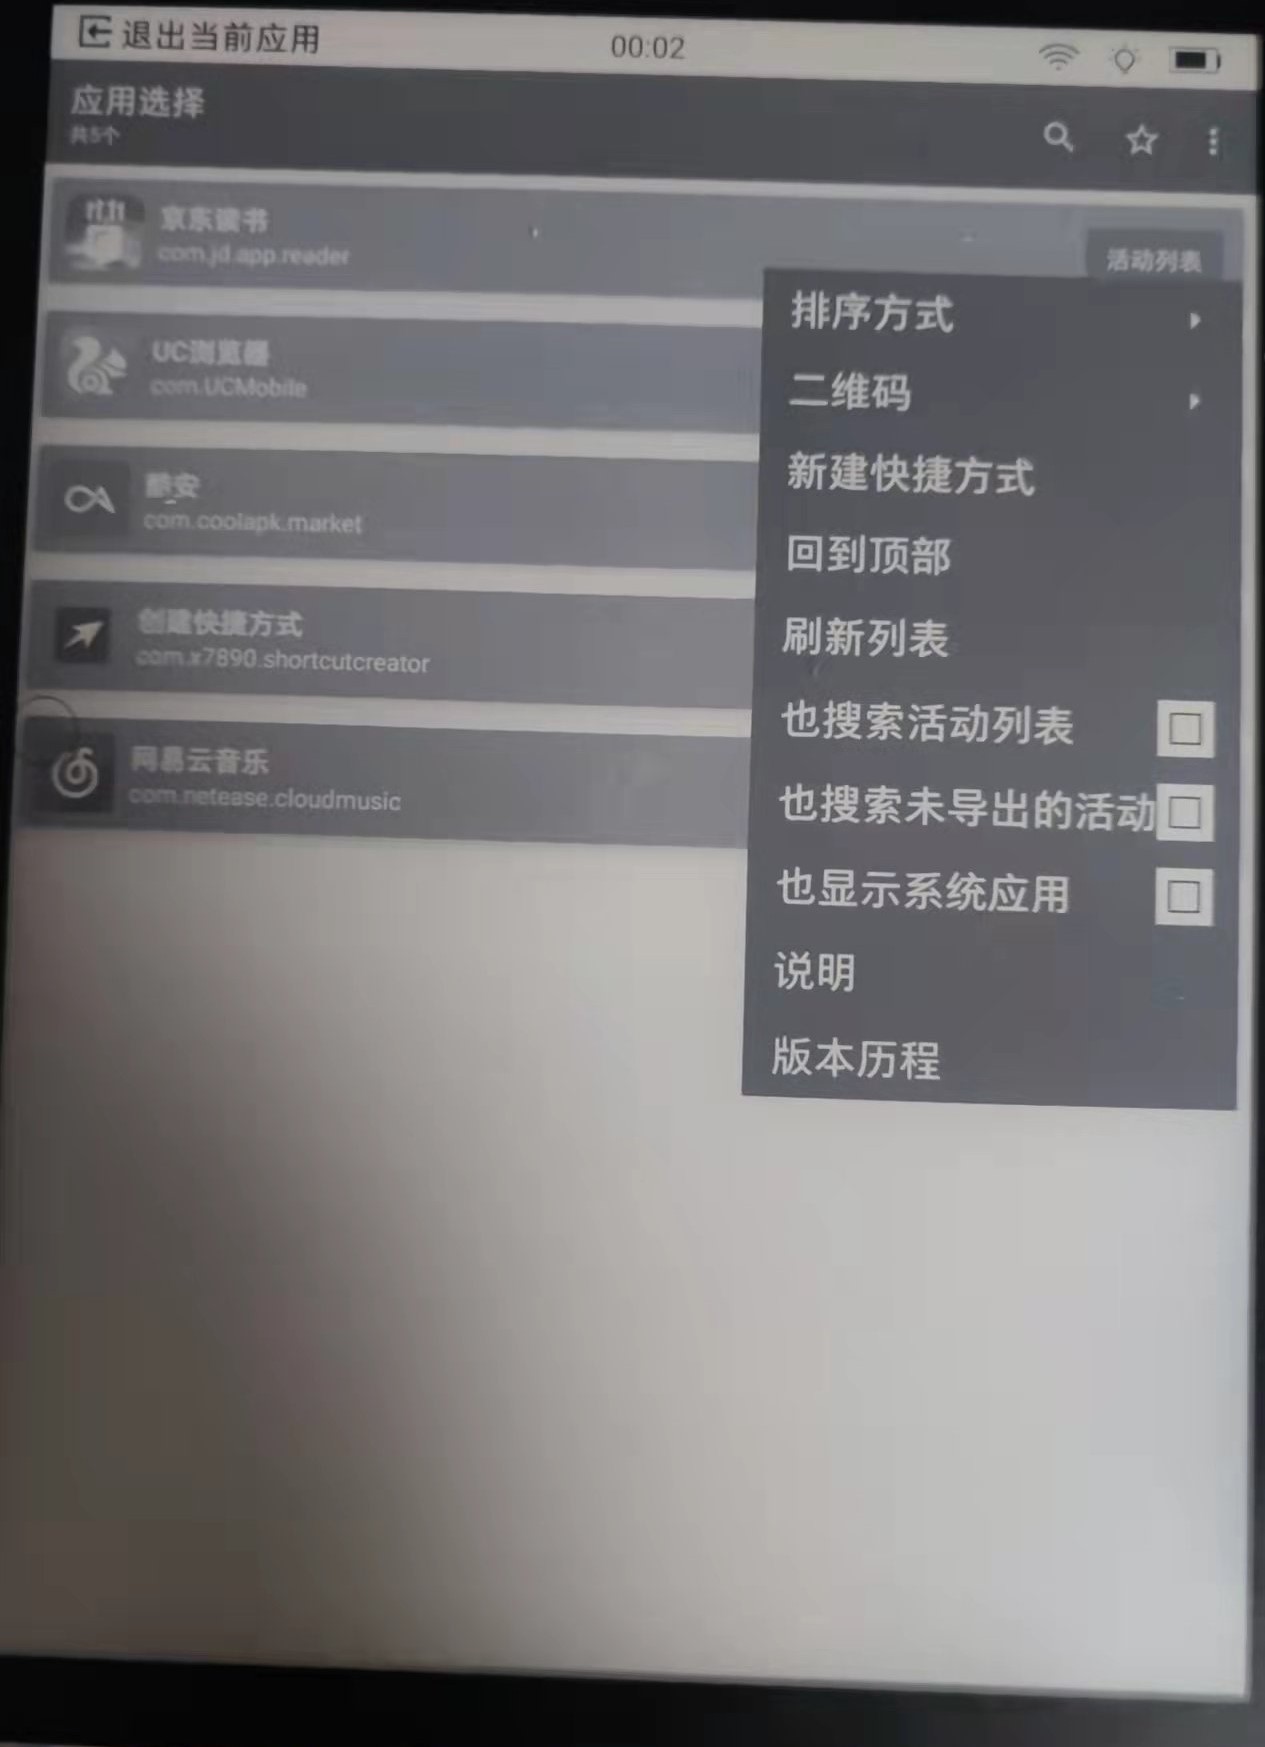 退出当前应用
00:02
应用选择
共5个
京东读书
com.jd.app.reader
活动列表
UC浏览器
com.UCMobile
酷安
com.coolapk.market
创建快捷方式
com.x7890.shortcutcreator
网易云音乐
com.netease.cloudmusic
排序方式
二维码
新建快捷方式
回到顶部
刷新列表
也搜索活动列表
也搜索未导出的活动
也显示系统应用
说明
版本历程